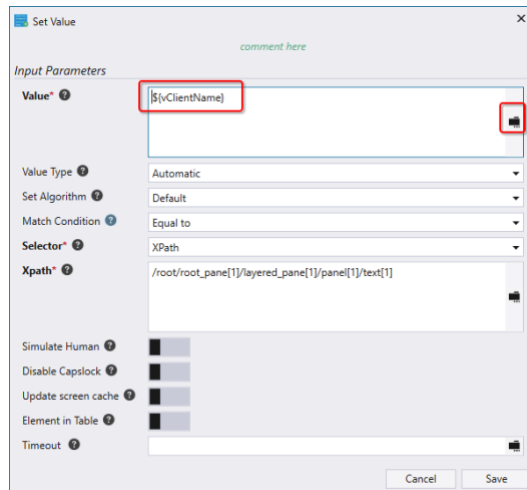 Set Value
comment here
Input Parameters
Value* ?
${vClientName}
Value Type ? Automatic
Set Algorithm ? Default
Match Condition ? Equal to
Selector* ? XPath
Xpath* ? /root/root_pane[1]/layered_pane[1]/panel[1]/text[1]
Simulate Human ?
Disable Capslock ?
Update screen cache ?
Element in Table ?
Timeout ?
Cancel Save